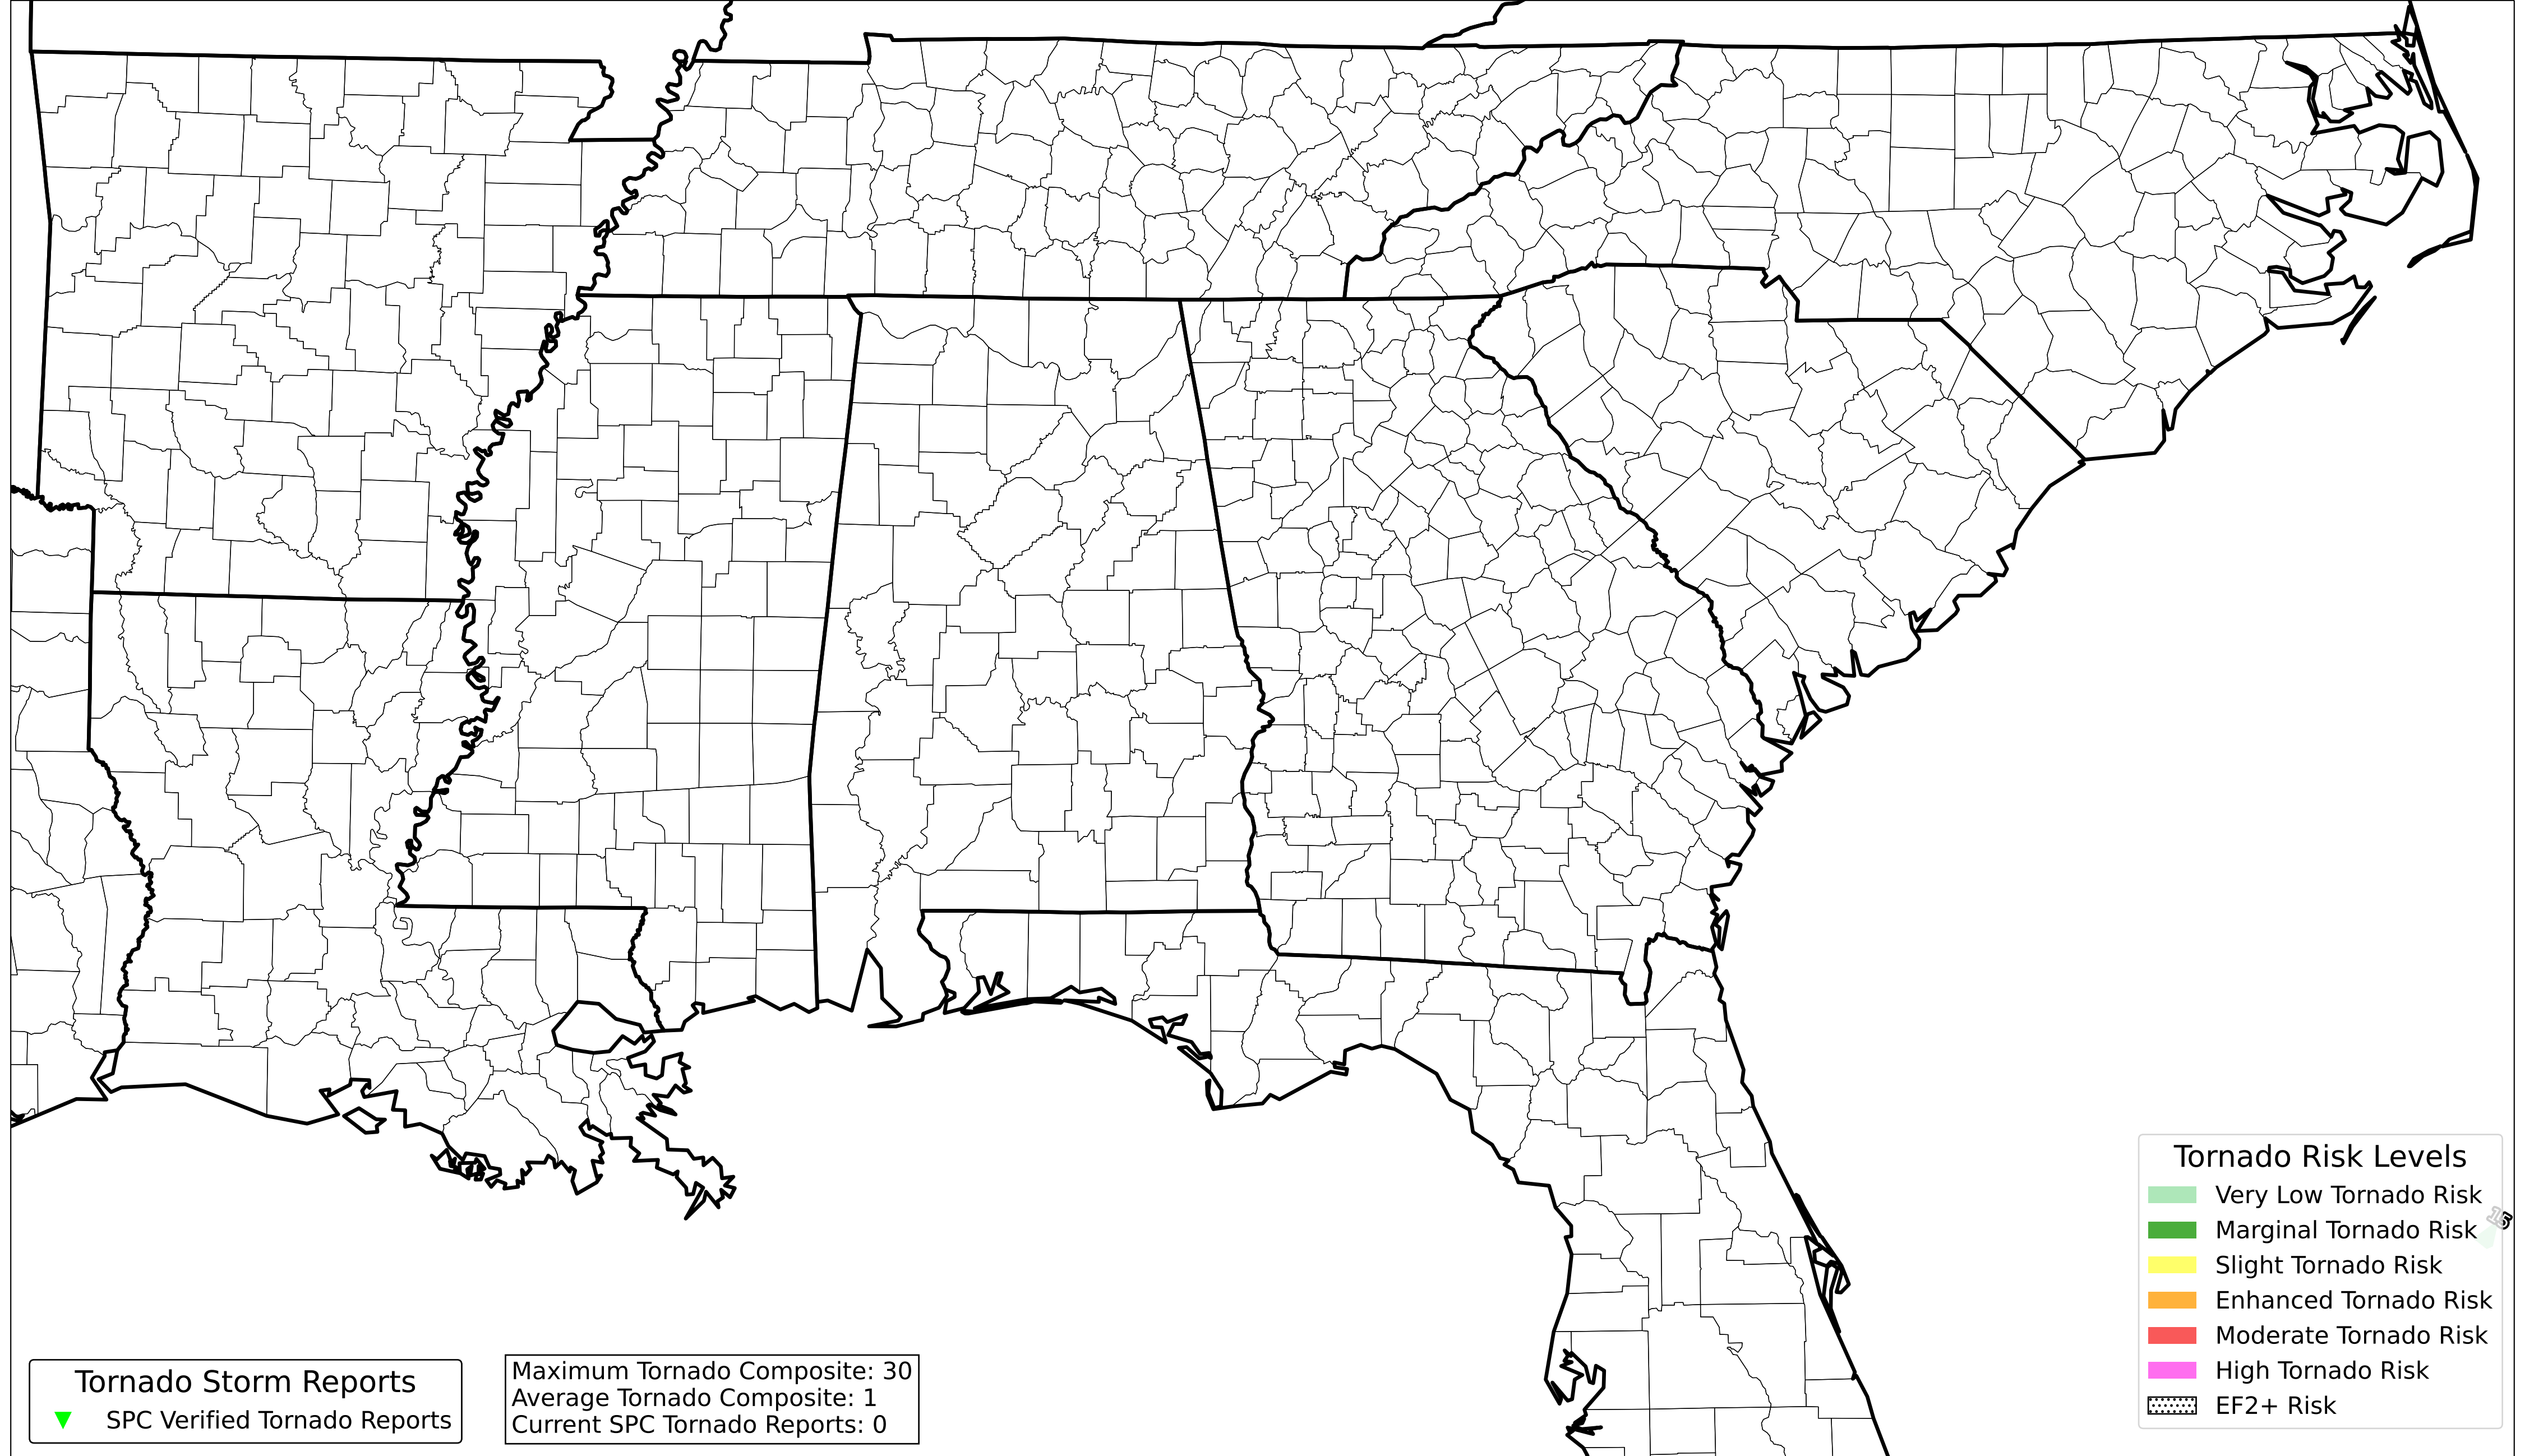 Tornado Risk Levels
Very Low Tornado Risk
Marginal Tornado Risk
15
Slight Tornado Risk
Enhanced Tornado Risk
Moderate Tornado Risk
High Tornado Risk
EF2+ Risk
Tornado Storm Reports
SPC Verified Tornado Reports
Maximum Tornado Composite: 30
Average Tornado Composite: 1
Current SPC Tornado Reports: 0